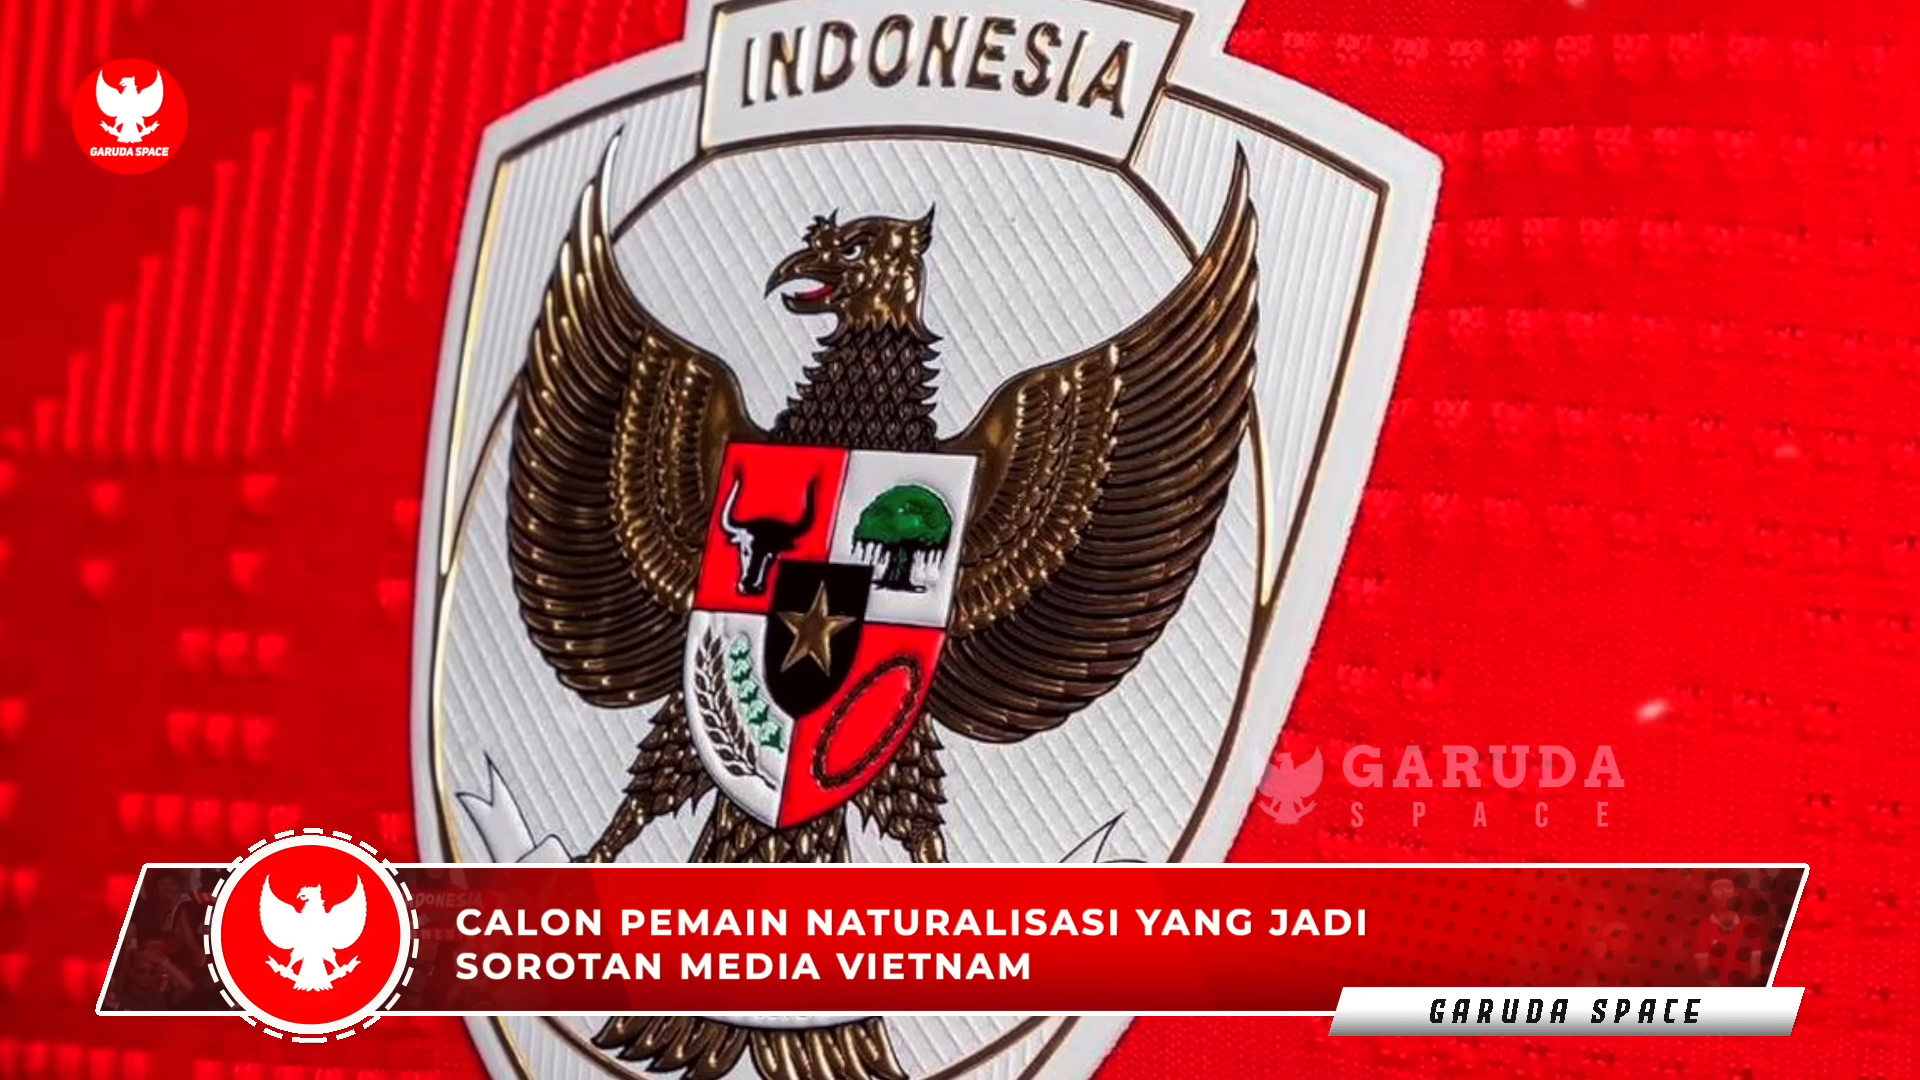 INDONESIA
GARUDA SPACE
GARUDA
SPACE
CALON PEMAIN NATURALISASI YANG JADI
SOROTAN MEDIA VIETNAM
GARUDA SPACE